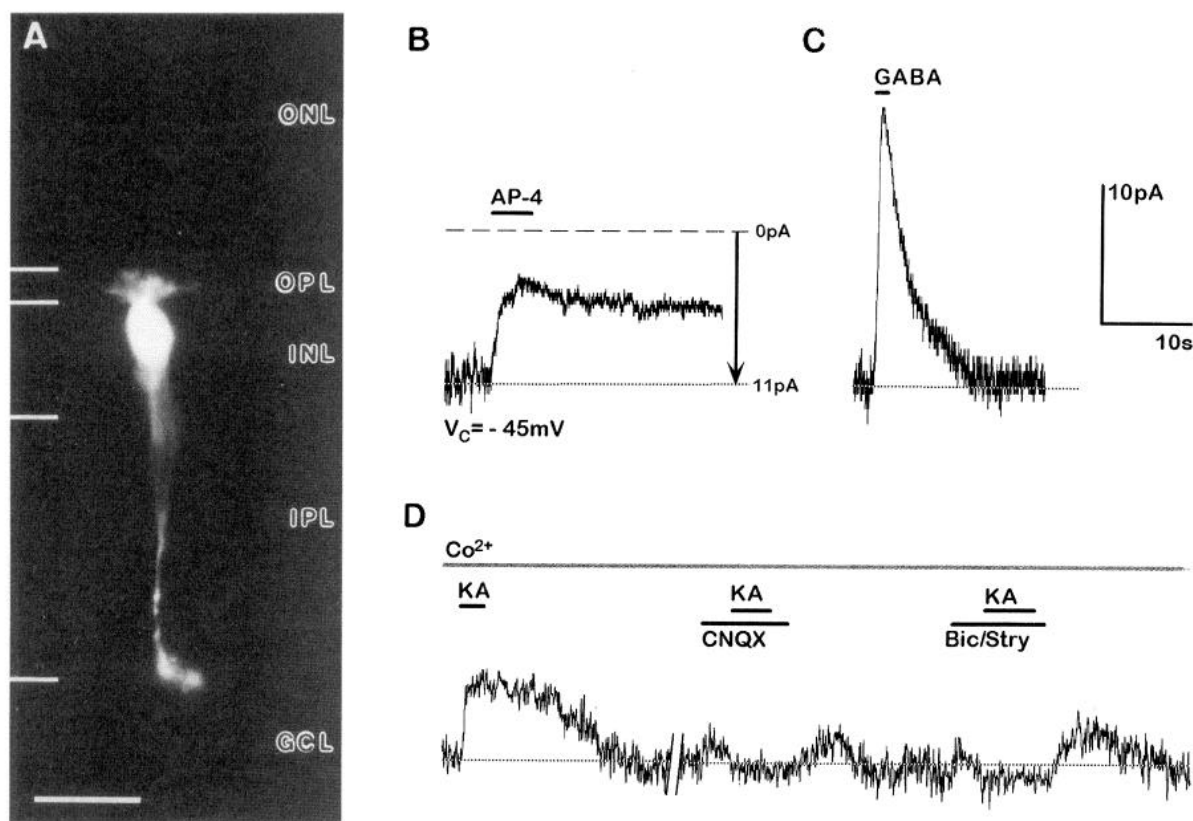 A
ONL
OPL
INL
IPL
GCL
B
AP-4
0pA
11pA
V_C= - 45mV
C
GABA
10pA
10s
D
Co²⁺
KA
KA
CNQX
KA
Bic/Stry